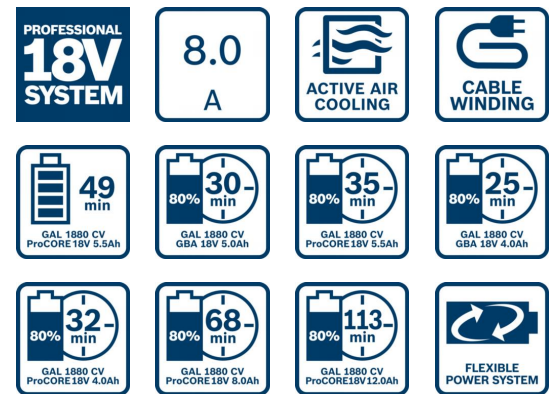 PROFESSIONAL
18V
SYSTEM
8.0
A
ACTIVE AIR
COOLING
CABLE
WINDING
49
min
GAL 1880 CV
ProCORE18V 5.5Ah
80%
30
min
GAL 1880 CV
GBA 18V 5.0Ah
80%
35
min
GAL 1880 CV
ProCORE18V 5.5Ah
80%
25
min
GAL 1880 CV
GBA 18V 4.0Ah
80%
32
min
GAL 1880 CV
ProCORE18V 4.0Ah
80%
68
min
GAL 1880 CV
ProCORE18V 8.0Ah
80%
113
min
GAL 1880 CV
ProCORE18V12.0Ah
FLEXIBLE
POWER SYSTEM